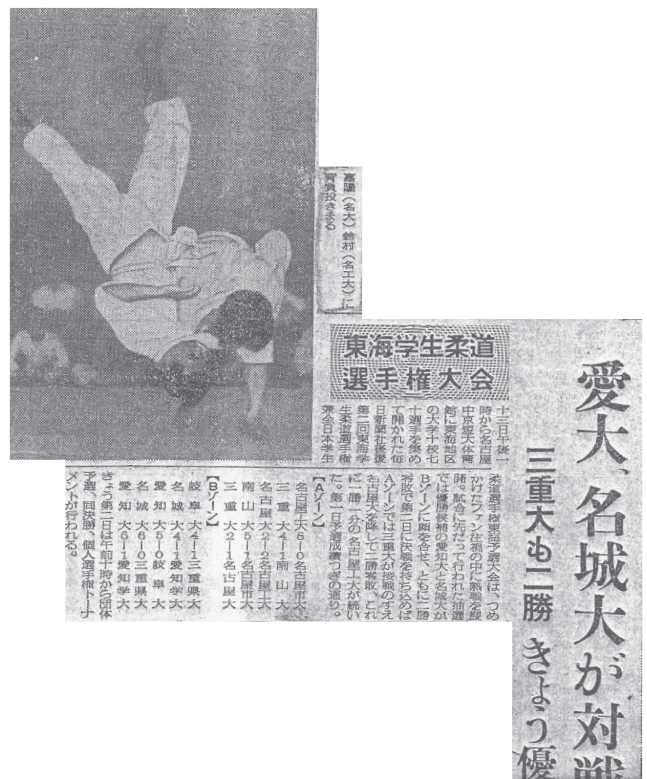 愛大、名城大が対戦
三重大も二勝 きょう優
東海学生柔道
選手権大会
十三日午後一
時から名古屋
中京短大体育
館に東海地区
の大学十校七
十選手を集め
て開かれた毎
日新聞社後援
第二回東海学
生柔道選手権
兼全日本学生
柔道選手権東海予選大会は、つめ
かけたファン注視の中に熱戦を展
開。試合に先だって行われた抽選
では優勝候補の愛知大と名城大が
Bゾーンに顔を合せ、ともに二勝
零敗で第二日に決戦を持ち込めば
Aゾーンでは三重大が接戦のすえ
名古屋大を降して二勝零敗、これ
に一勝一分の名古屋工大が続い
た。第一日予選成績つぎの通り。
【Aゾーン】
名古屋工大6−0名古屋市大
三重大4−1南山大
名古屋大2−2名古屋工大
南山大5−1名古屋市大
三重大2−1名古屋大
【Bゾーン】
岐阜大4−1三重県大
名城大4−1愛知学大
愛知大5−0岐阜大
名城大6−0三重県大
愛知大6−1愛知学大
きょう第二日は午前十時から団体
予選、同決勝、個人選手権トーナ
メントが行われる。
(名大)鈴村(名工大)に
背負投きまる